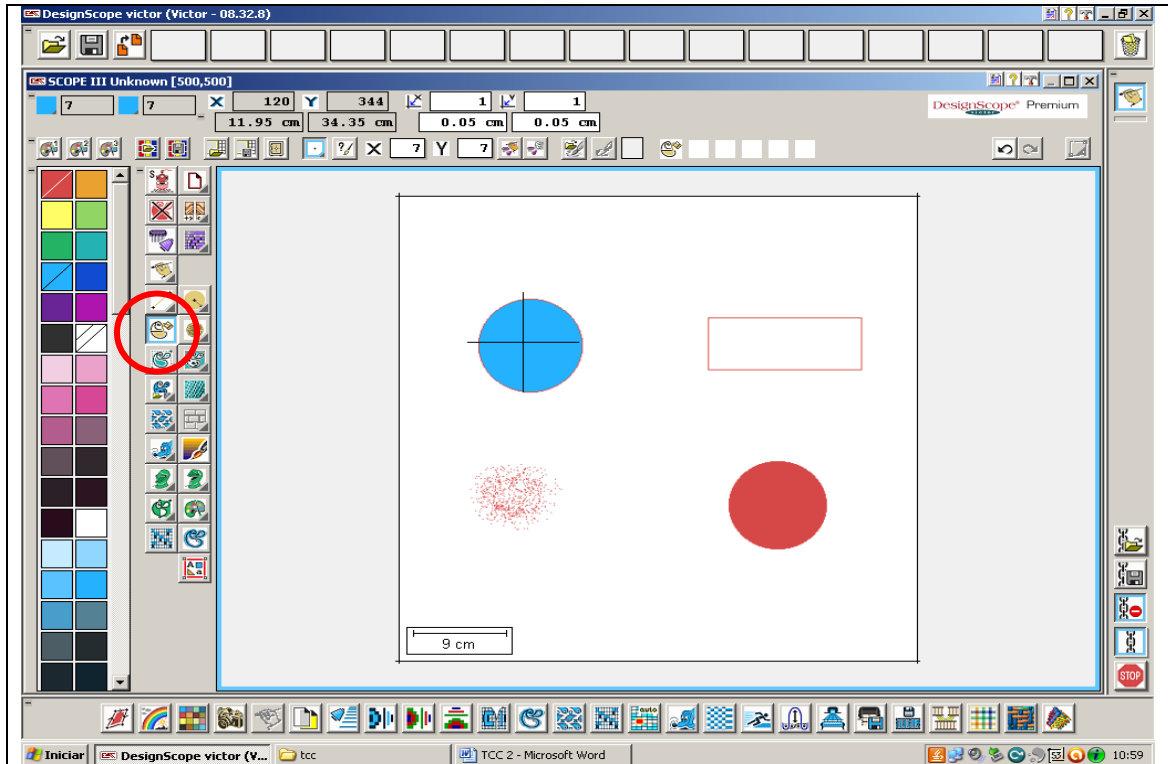 DesignScope victor (Victor - 08.32.8)
SCOPE III Unknown [500,500]
7 7 X 120 Y 344 1 1
11.95 cm 34.35 cm 0.05 cm 0.05 cm
DesignScope Premium
X 7 Y 7
9 cm
STOP
Iniciar DesignScope victor (V... tcc TCC 2 - Microsoft Word 10:59